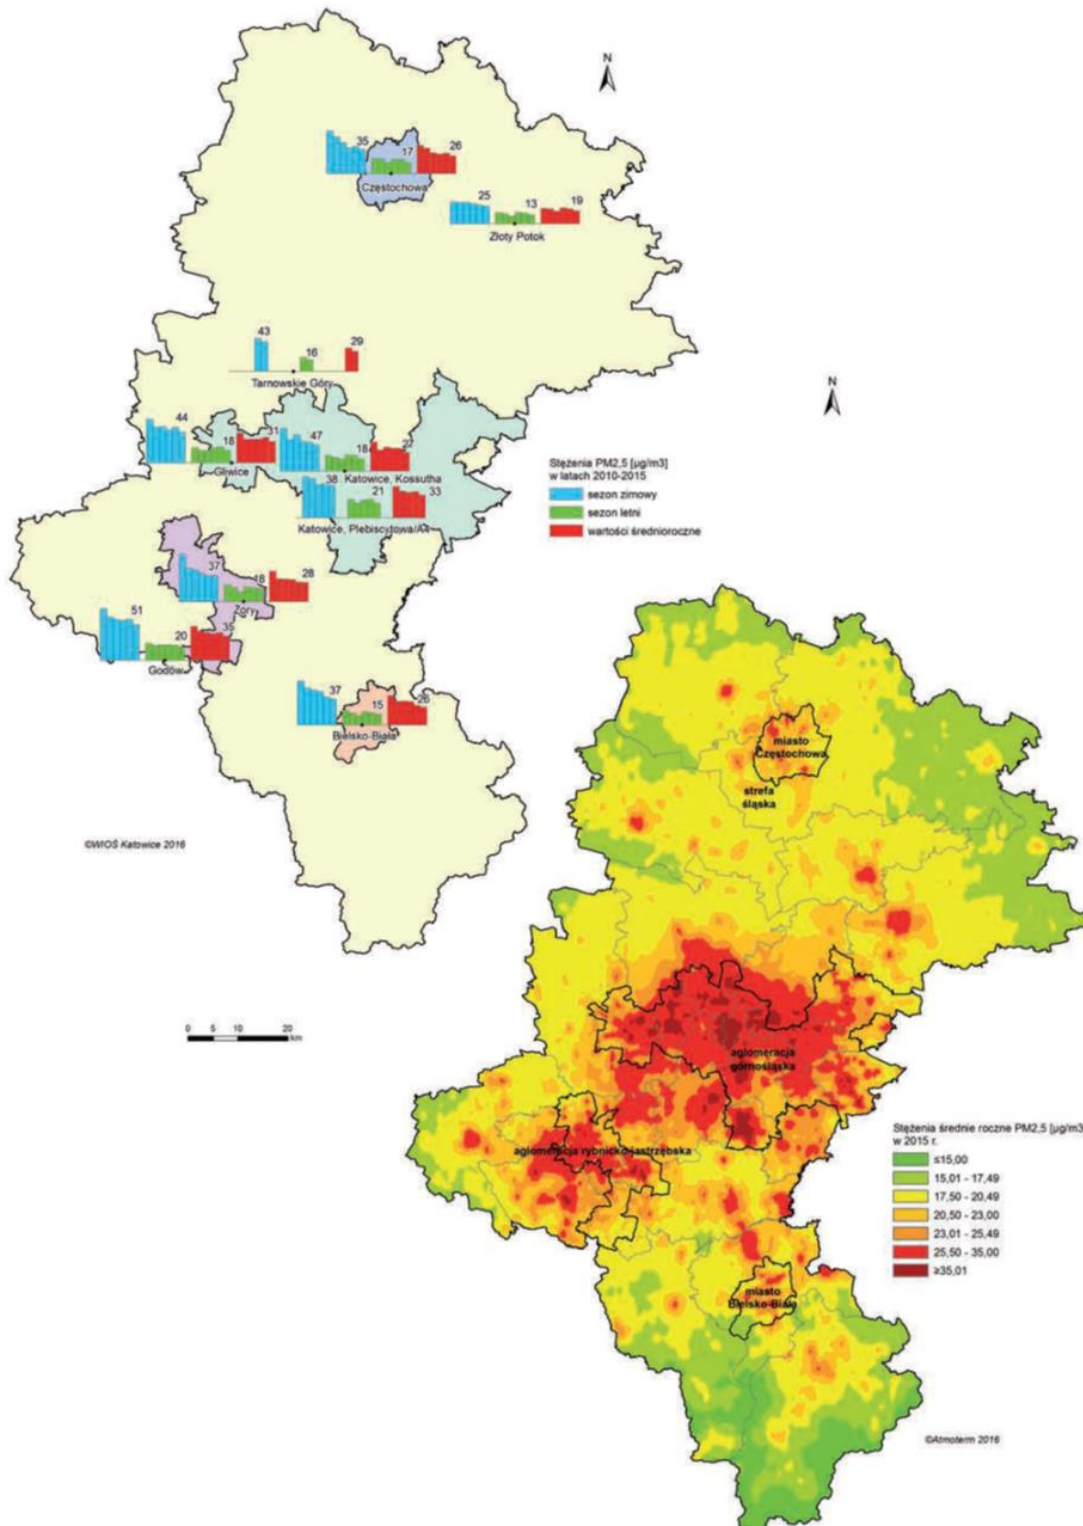 N
35
17
26
Częstochowa
25
13
19
Złoty Potok
43
16
29
Tarnowskie Góry
N
44
18
31
Gliwice
47
18
Katowice, Kossutha
38
21
33
Katowice, Plebiscytowa/A4
Stężenia PM2,5 [µg/m3]
w latach 2010-2015
sezon zimowy
sezon letni
wartości średnioroczne
37
18
28
Żory
51
20
35
Godów
37
15
26
Bielsko-Biała
©WIOŚ Katowice 2016
0 5 10 20
km
miasto
Częstochowa
strefa
śląska
aglomeracja
górnośląska
aglomeracja rybnicko-jastrzębska
miasto
Bielsko-Biała
Stężenia średnie roczne PM2,5 [µg/m3
w 2015 r.
≤15,00
15,01 - 17,49
17,50 - 20,49
20,50 - 23,00
23,01 - 25,49
25,50 - 35,00
≥35,01
©Atmoterm 2016